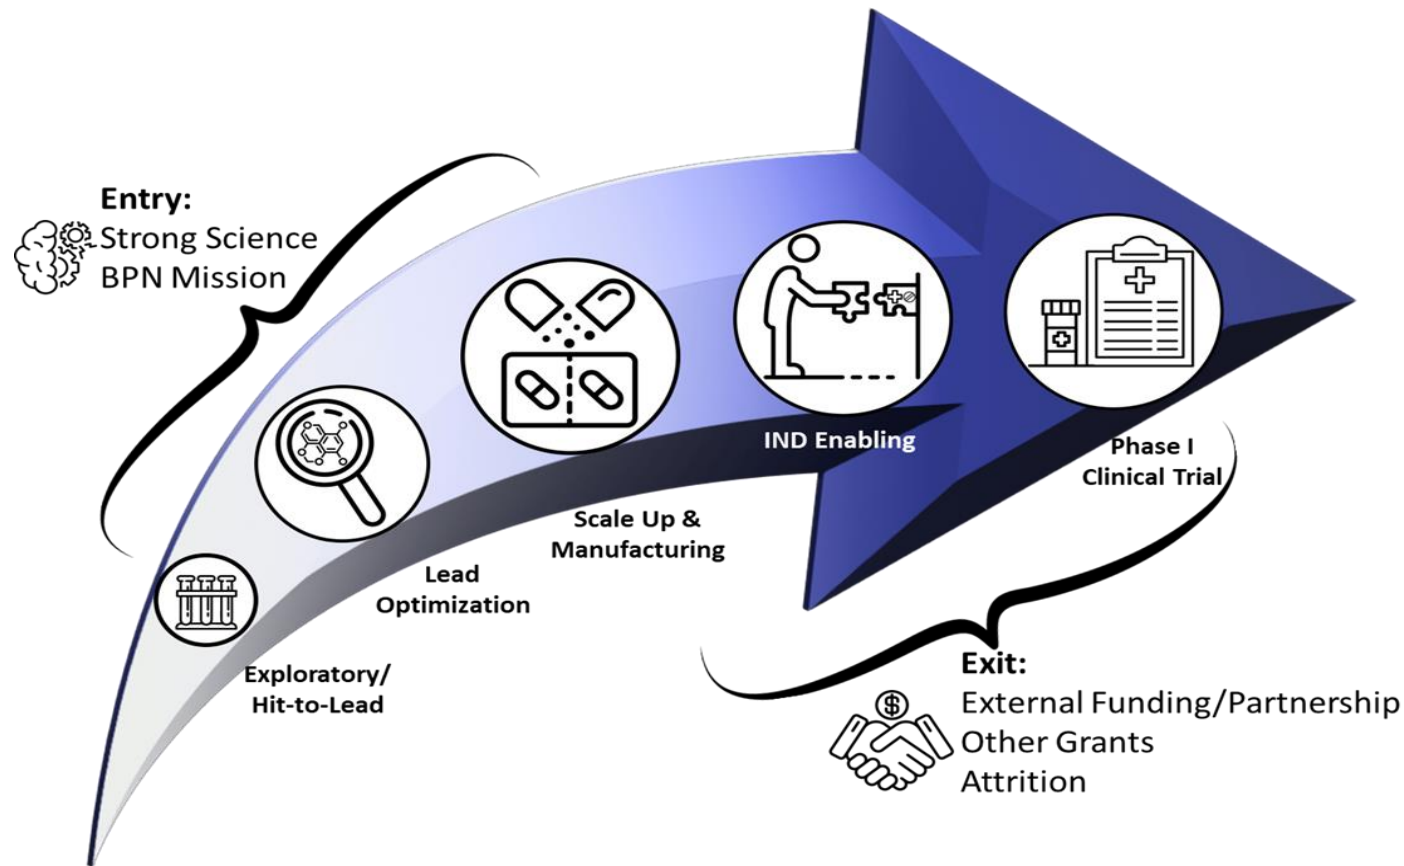 Entry:
Strong Science
BPN Mission
Exploratory/
Hit-to-Lead
Lead
Optimization
Scale Up &
Manufacturing
IND Enabling
Phase I
Clinical Trial
Exit:
$
External Funding/Partnership
Other Grants
Attrition